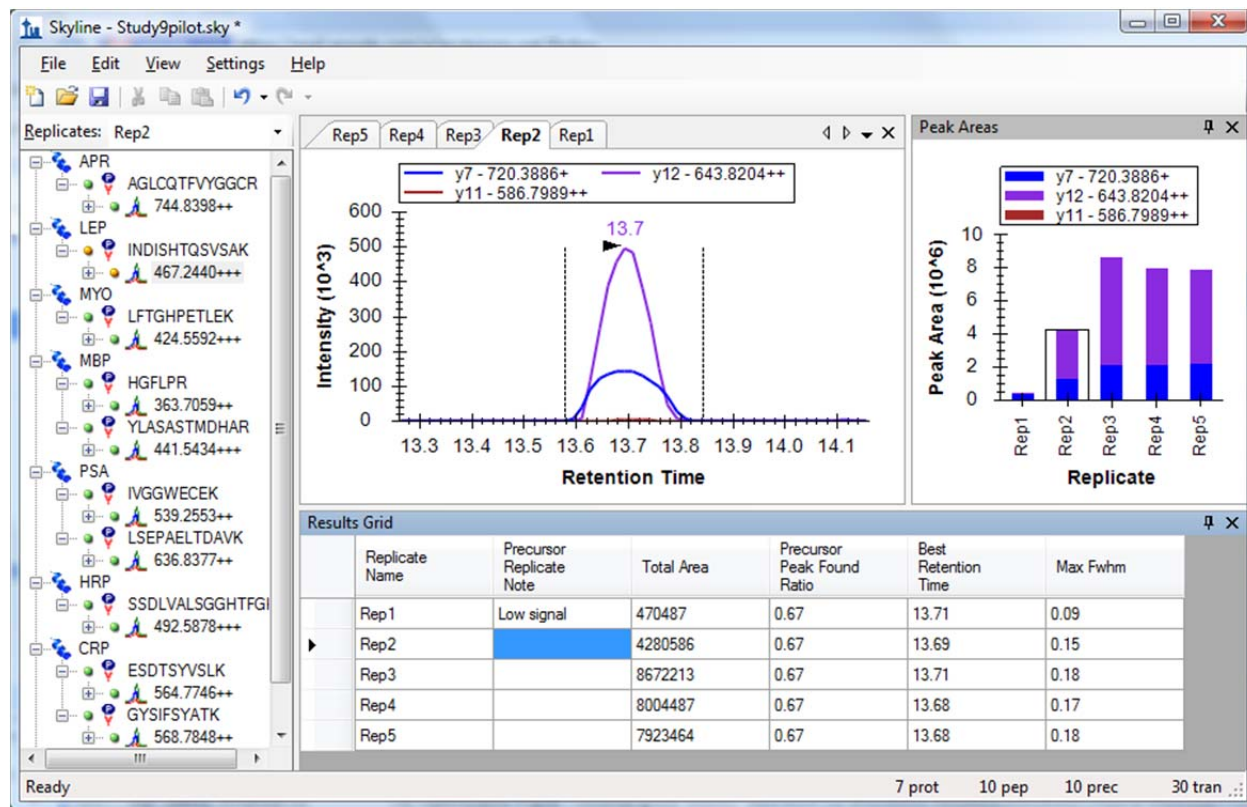 Skyline - Study9pilot.sky *
File Edit View Settings Help
Replicates: Rep2
APR
AGLCQTFVYGGCR
744.8398++
LEP
INDISHTQSVSAK
467.2440+++
MYO
LFTGHPETLEK
424.5592+++
MBP
HGFLPR
363.7059++
YLASASTMDHAR
441.5434+++
PSA
IVGGWECEK
539.2553++
LSEPAELTDAVK
636.8377++
HRP
SSDLVALSGGHTFGI
492.5878+++
CRP
ESDTSYVSLK
564.7746++
GYSIFSYATK
568.7848++
Rep5 Rep4 Rep3 Rep2 Rep1
y7 - 720.3886+ y12 - 643.8204++
y11 - 586.7989++
13.7
600
500
400
300
200
100
0
Intensity (10^3)
13.3 13.4 13.5 13.6 13.7 13.8 13.9 14.0 14.1
Retention Time
Peak Areas
y7 - 720.3886+
y12 - 643.8204++
y11 - 586.7989++
10
8
6
4
2
0
Peak Area (10^6)
Rep1 Rep2 Rep3 Rep4 Rep5
Replicate
Results Grid
Replicate Name Precursor Replicate Note Total Area Precursor Peak Found Ratio Best Retention Time Max Fwhm
Rep1 Low signal 470487 0.67 13.71 0.09
Rep2 4280586 0.67 13.69 0.15
Rep3 8672213 0.67 13.71 0.18
Rep4 8004487 0.67 13.68 0.17
Rep5 7923464 0.67 13.68 0.18
Ready 7 prot 10 pep 10 prec 30 tran